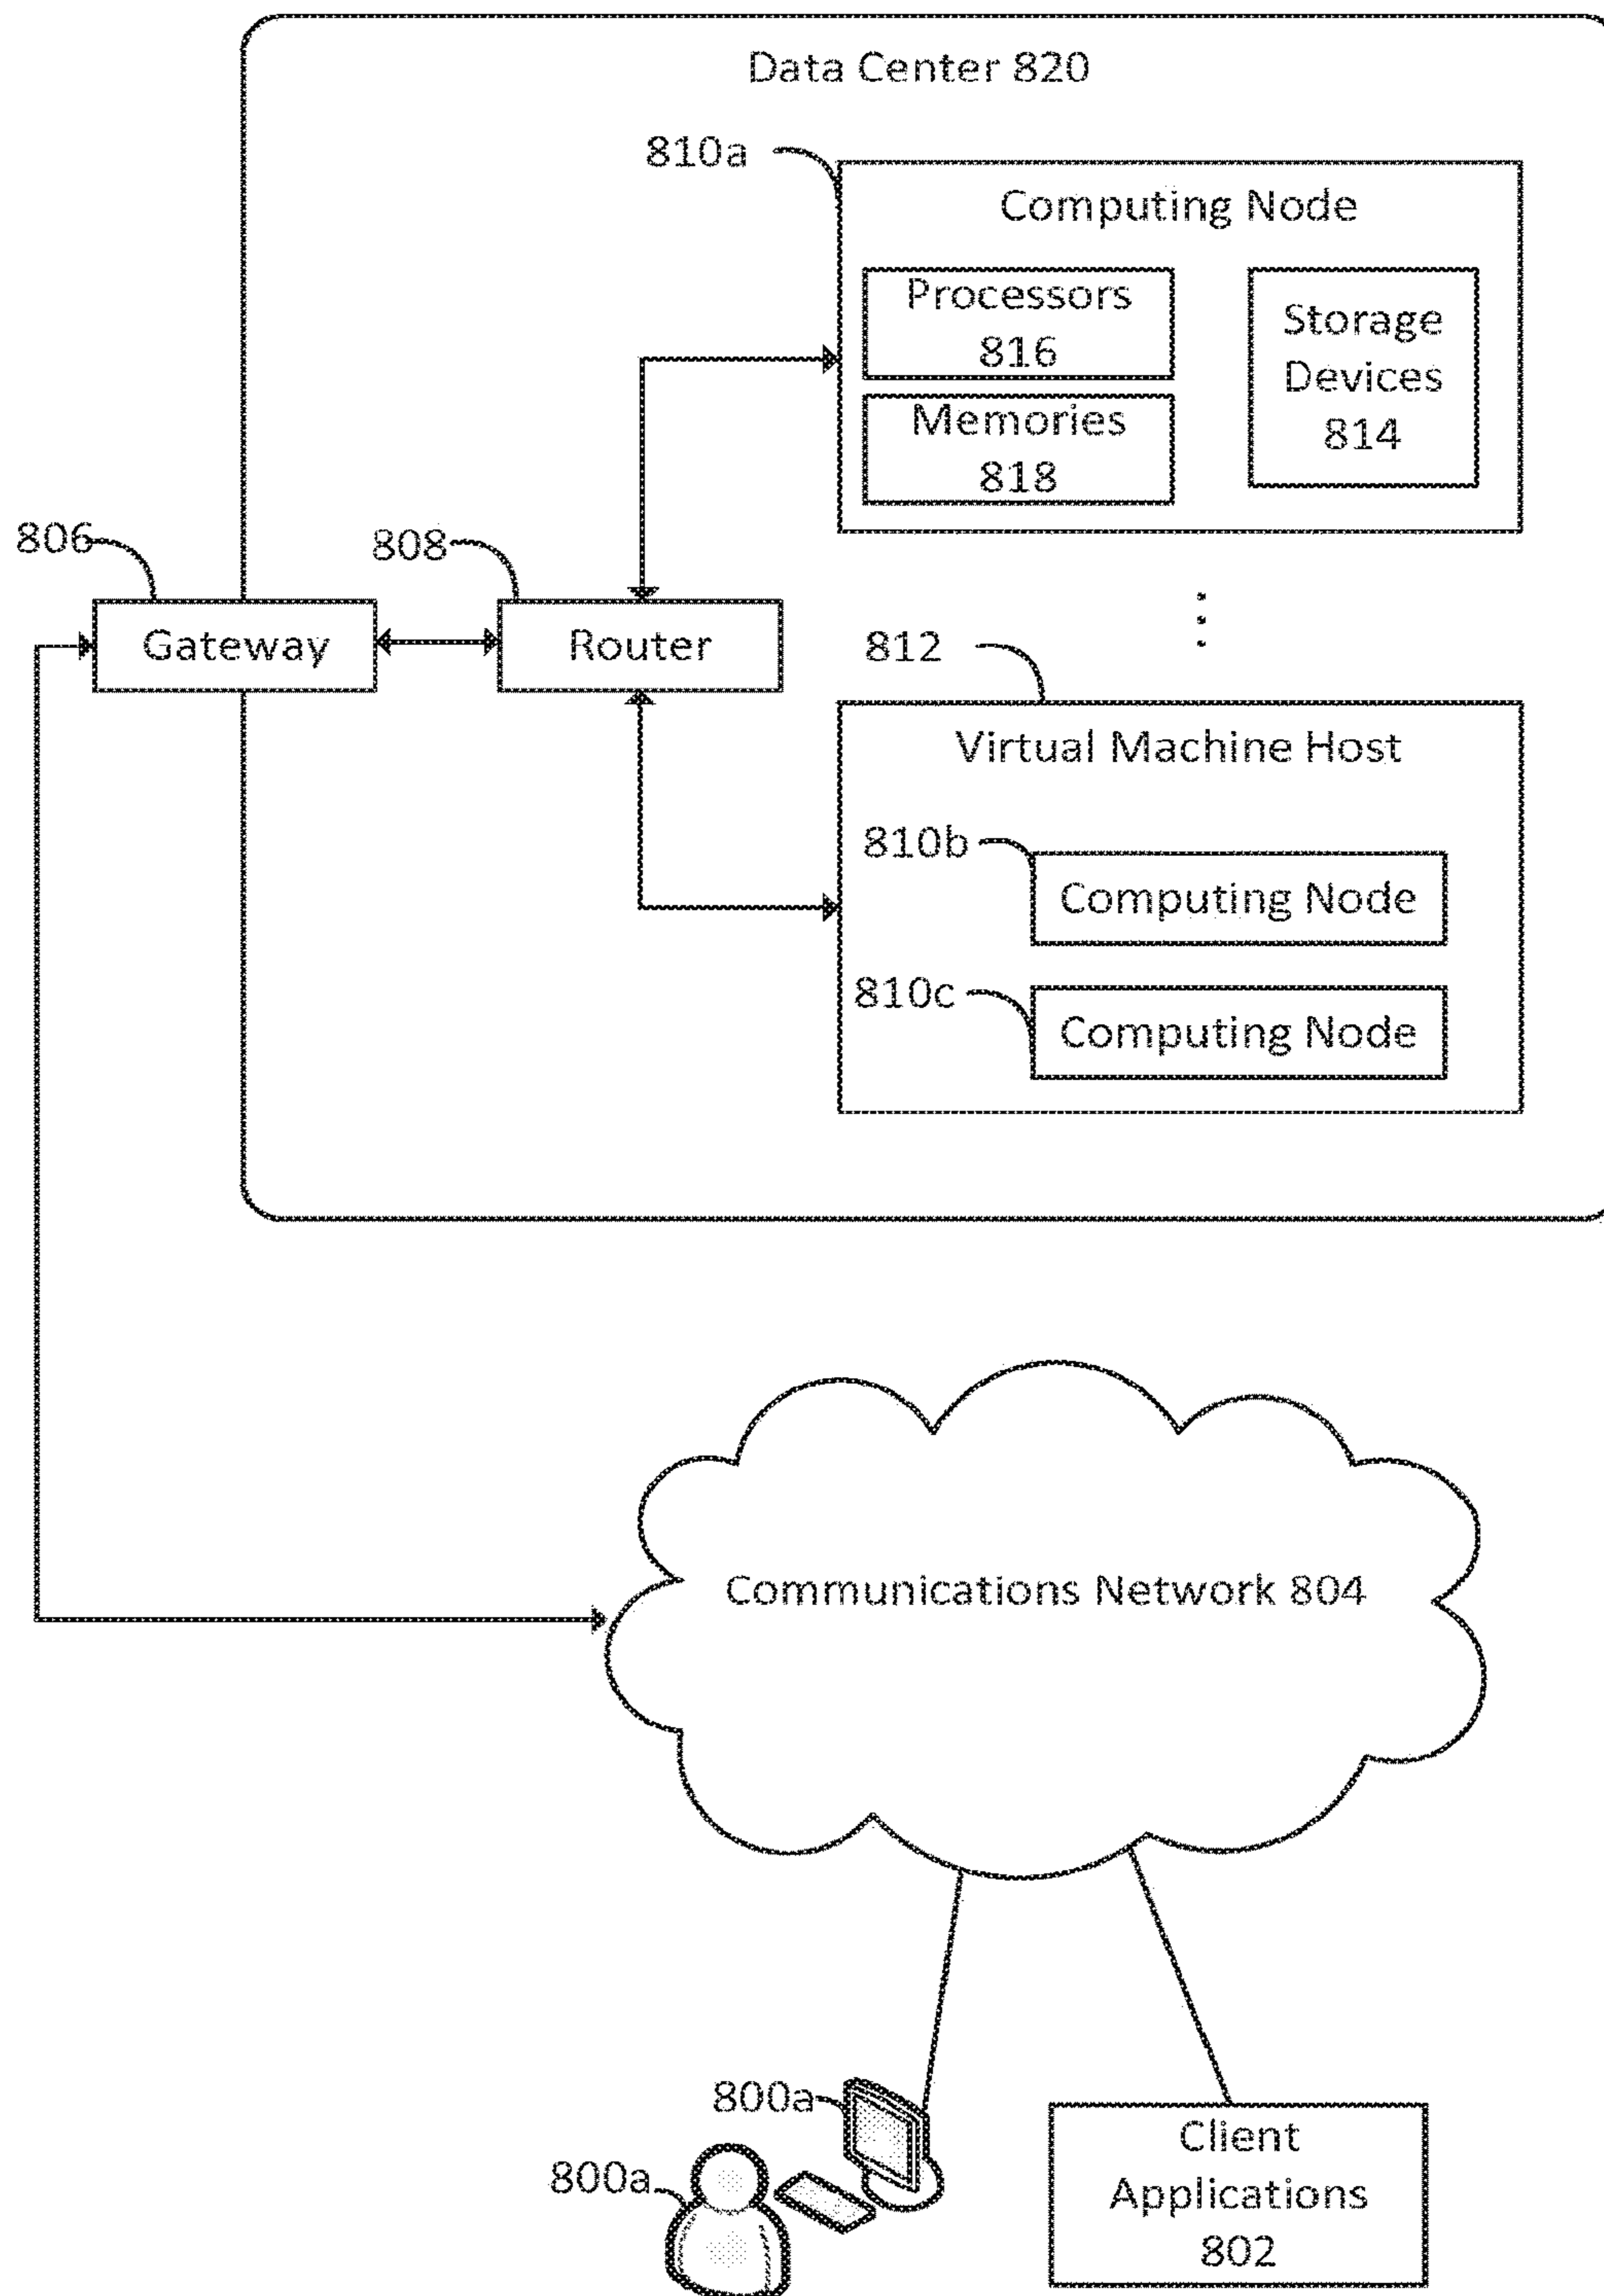 Data Center 820
810a
Computing Node
Processors
816
Memories
818
Storage
Devices
814
806
808
Gateway
Router
812
Virtual Machine Host
810b
Computing Node
810c
Computing Node
Communications Network 804
800a
800a
Client
Applications
802